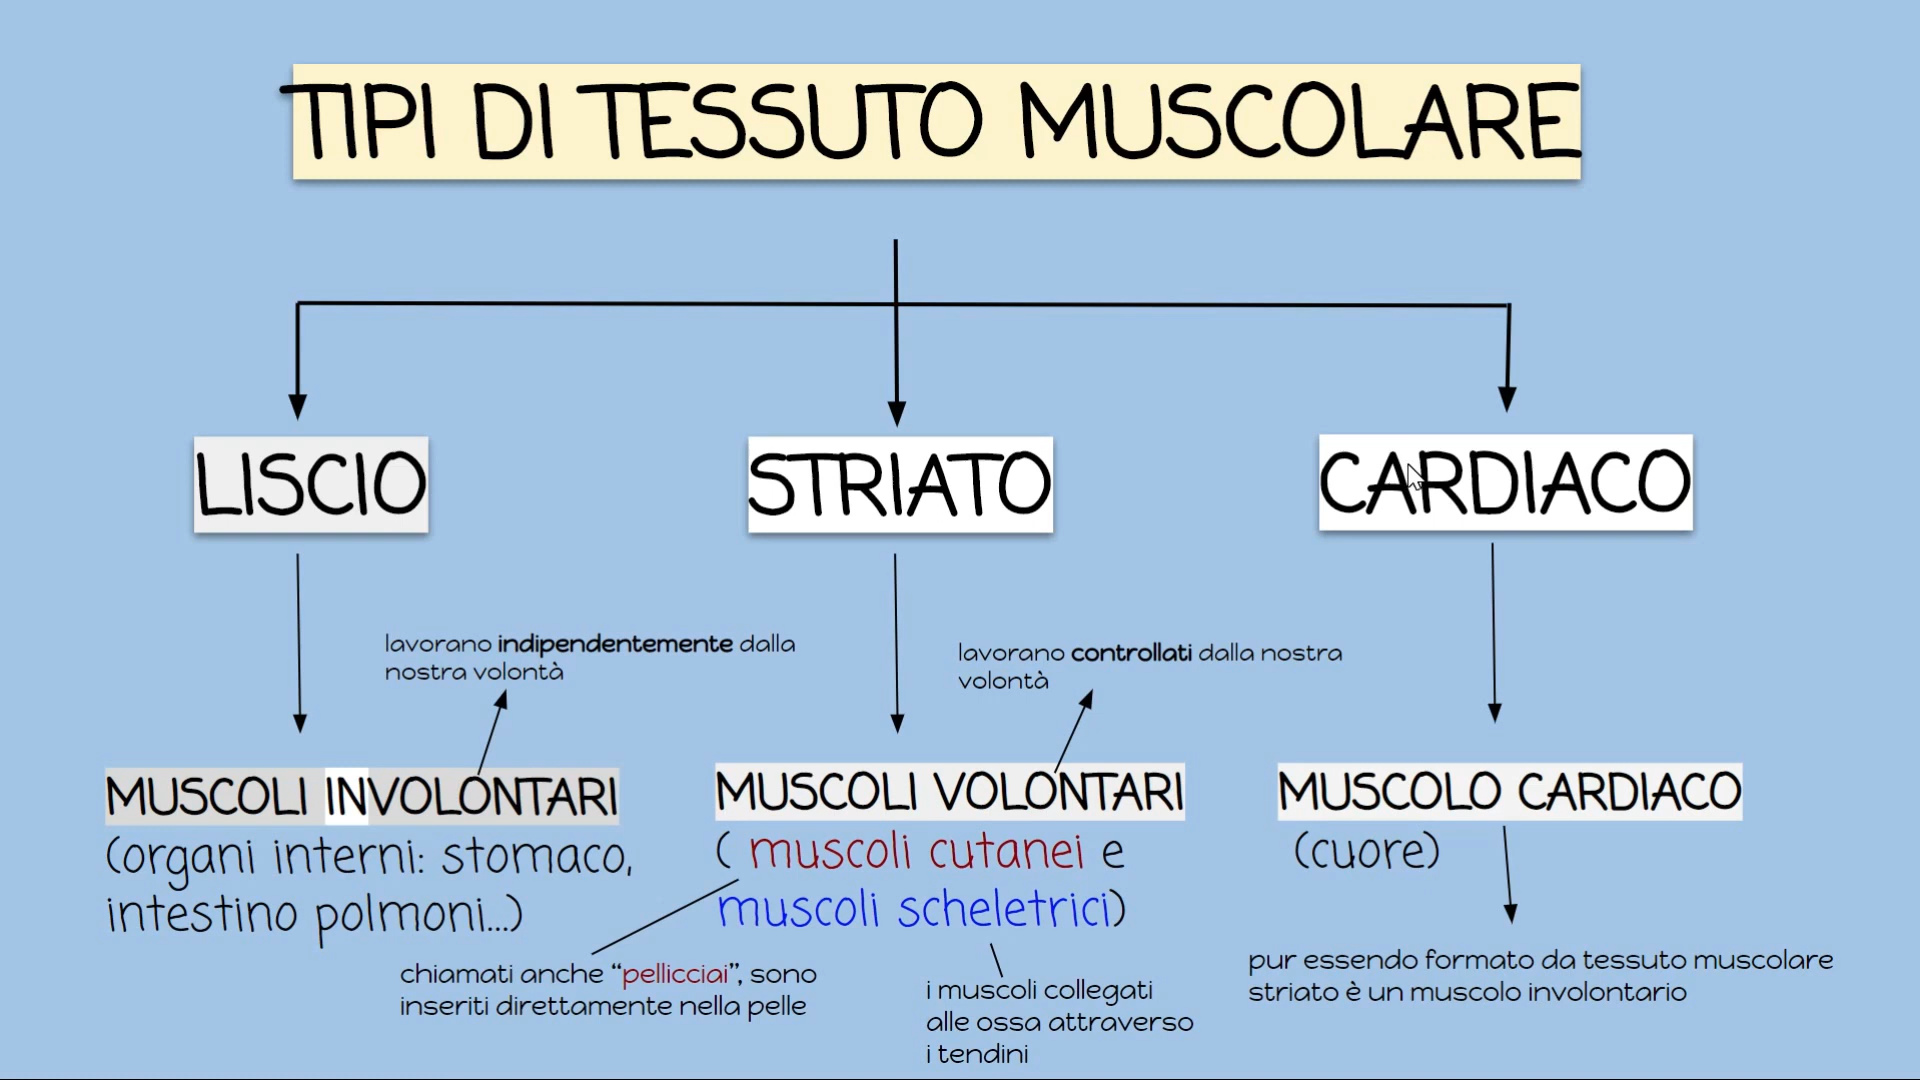 TIPI DI TESSUTO MUSCOLARE
LISCIO
STRIATO
CARDIACO
lavorano indipendentemente dalla
nostra volontà
lavorano controllati dalla nostra
volontà
MUSCOLI INVOLONTARI
(organi interni: stomaco,
intestino polmoni...)
MUSCOLI VOLONTARI
( muscoli cutanei e
muscoli scheletrici)
MUSCOLO CARDIACO
(cuore)
chiamati anche “pellicciai”, sono
inseriti direttamente nella pelle
i muscoli collegati
alle ossa attraverso
i tendini
pur essendo formato da tessuto muscolare
striato è un muscolo involontario